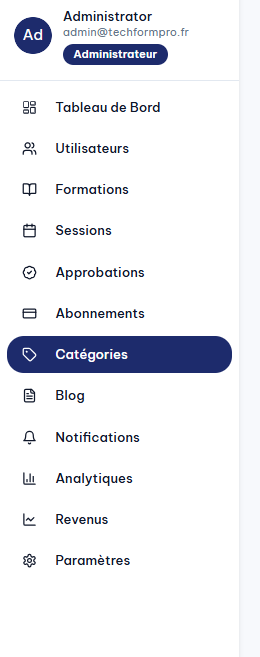 Ad
Administrator
admin@techformpro.fr
Administrateur
Tableau de Bord
Utilisateurs
Formations
Sessions
Approbations
Abonnements
Catégories
Blog
Notifications
Analytiques
Revenus
Paramètres